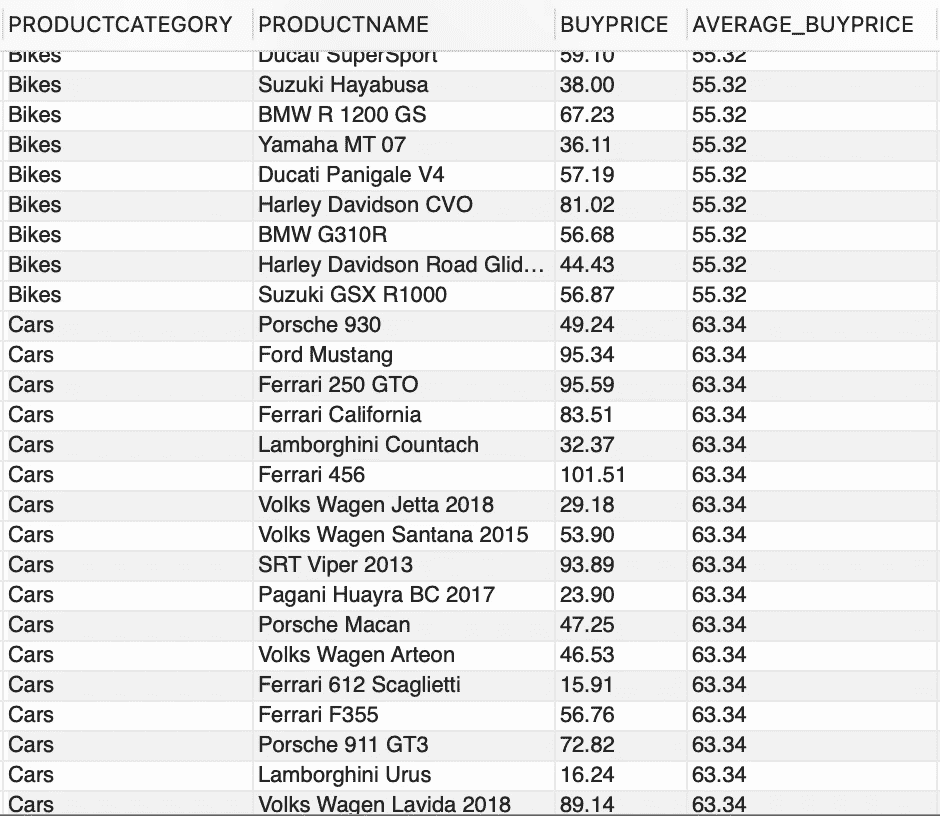 PRODUCTCATEGORY PRODUCTNAME BUYPRICE AVERAGE_BUYPRICE
Bikes Ducati SuperSport 59.10 55.32
Bikes Suzuki Hayabusa 38.00 55.32
Bikes BMW R 1200 GS 67.23 55.32
Bikes Yamaha MT 07 36.11 55.32
Bikes Ducati Panigale V4 57.19 55.32
Bikes Harley Davidson CVO 81.02 55.32
Bikes BMW G310R 56.68 55.32
Bikes Harley Davidson Road Glid... 44.43 55.32
Bikes Suzuki GSX R1000 56.87 55.32
Cars Porsche 930 49.24 63.34
Cars Ford Mustang 95.34 63.34
Cars Ferrari 250 GTO 95.59 63.34
Cars Ferrari California 83.51 63.34
Cars Lamborghini Countach 32.37 63.34
Cars Ferrari 456 101.51 63.34
Cars Volks Wagen Jetta 2018 29.18 63.34
Cars Volks Wagen Santana 2015 53.90 63.34
Cars SRT Viper 2013 93.89 63.34
Cars Pagani Huayra BC 2017 23.90 63.34
Cars Porsche Macan 47.25 63.34
Cars Volks Wagen Arteon 46.53 63.34
Cars Ferrari 612 Scaglietti 15.91 63.34
Cars Ferrari F355 56.76 63.34
Cars Porsche 911 GT3 72.82 63.34
Cars Lamborghini Urus 16.24 63.34
Cars Volks Wagen Lavida 2018 89.14 63.34